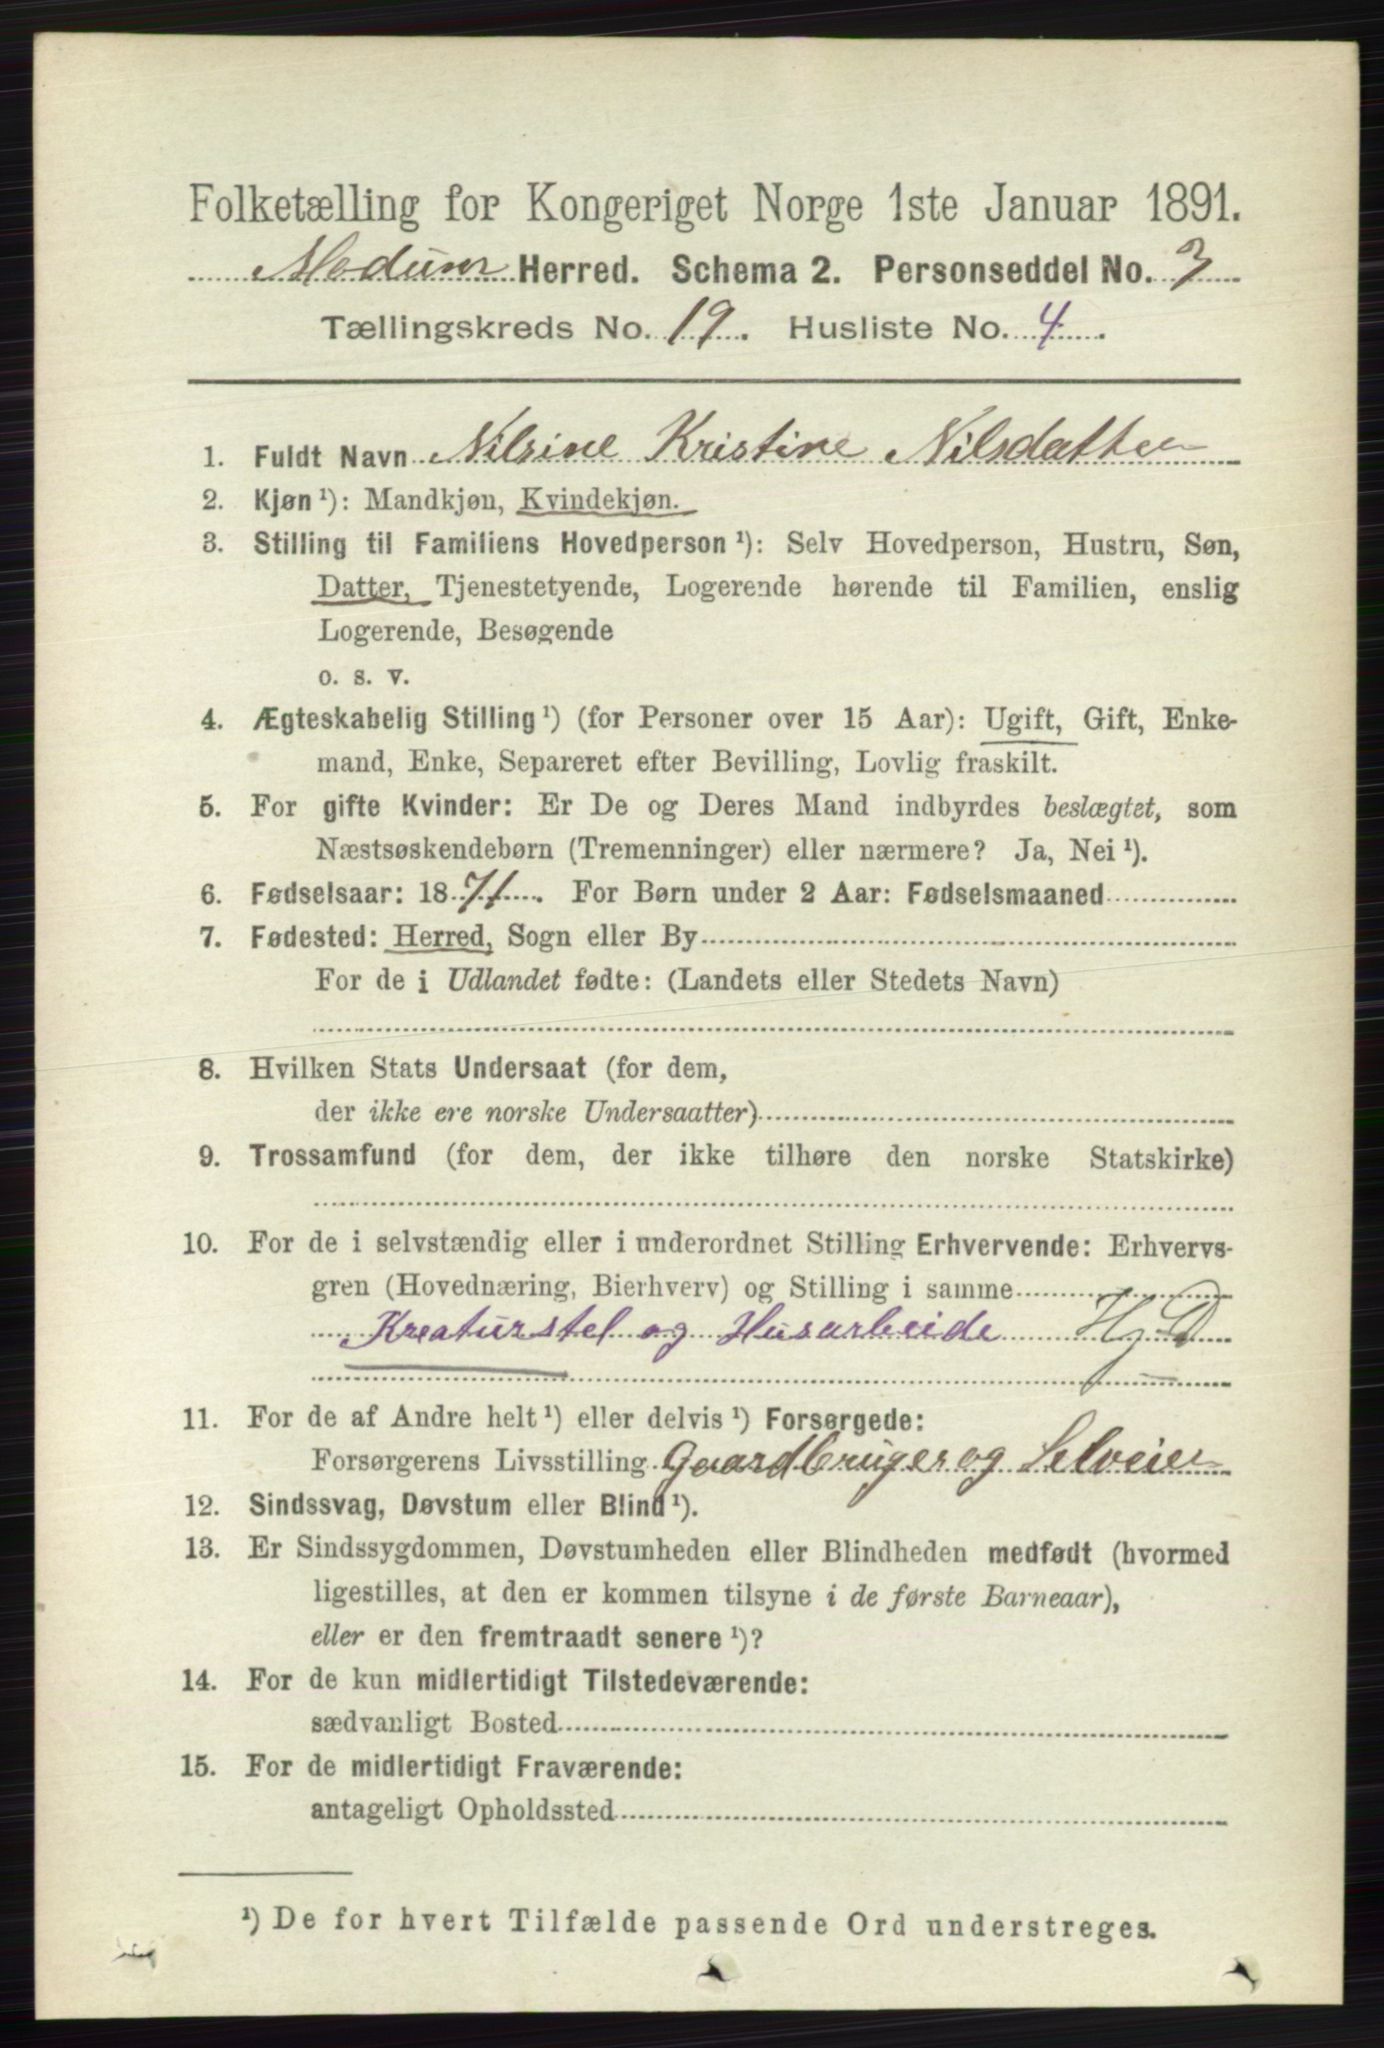 Folketælling for Kongeriget Norge 1ste Januar 1891.
Modum Herred. Schema 2. Personseddel No. 3
Tællingskreds No. 19. Husliste No. 4.
1. Fuldt Navn Nilsine Kristine Nilsdatter
2. Kjøn ¹): Mandkjøn, Kvindekjøn.
3. Stilling til Familiens Hovedperson ¹): Selv Hovedperson, Hustru, Søn,
Datter, Tjenestetyende, Logerende hørende til Familien, enslig
Logerende, Besøgende
o. s. v.
4. Ægteskabelig Stilling ¹) (for Personer over 15 Aar): Ugift, Gift, Enke-
mand, Enke, Separeret efter Bevilling, Lovlig fraskilt.
5. For gifte Kvinder: Er De og Deres Mand indbyrdes beslægtet, som
Næstsøskendebørn (Tremenninger) eller nærmere? Ja, Nei ¹).
6. Fødselsaar: 1871. For Børn under 2 Aar: Fødselsmaaned
7. Fødested: Herred, Sogn eller By
For de i Udlandet fødte: (Landets eller Stedets Navn)
8. Hvilken Stats Undersaat (for dem,
der ikke ere norske Undersaatter)
9. Trossamfund (for dem, der ikke tilhøre den norske Statskirke)
10. For de i selvstændig eller i underordnet Stilling Erhvervende: Erhvervs-
gren (Hovednæring, Bierhverv) og Stilling i samme
Kreaturstel og Husarbeide HjD
11. For de af Andre helt ¹) eller delvis ¹) Forsørgede:
Forsørgerens Livsstilling Gaardbruger og Selveier
12. Sindssvag, Døvstum eller Blind ¹).
13. Er Sindssygdommen, Døvstumheden eller Blindheden medfødt (hvormed
ligestilles, at den er kommen tilsyne i de første Barneaar),
eller er den fremtraadt senere ¹)?
14. For de kun midlertidigt Tilstedeværende:
sædvanligt Bosted
15. For de midlertidigt Fraværende:
antageligt Opholdssted
¹) De for hvert Tilfælde passende Ord understreges.